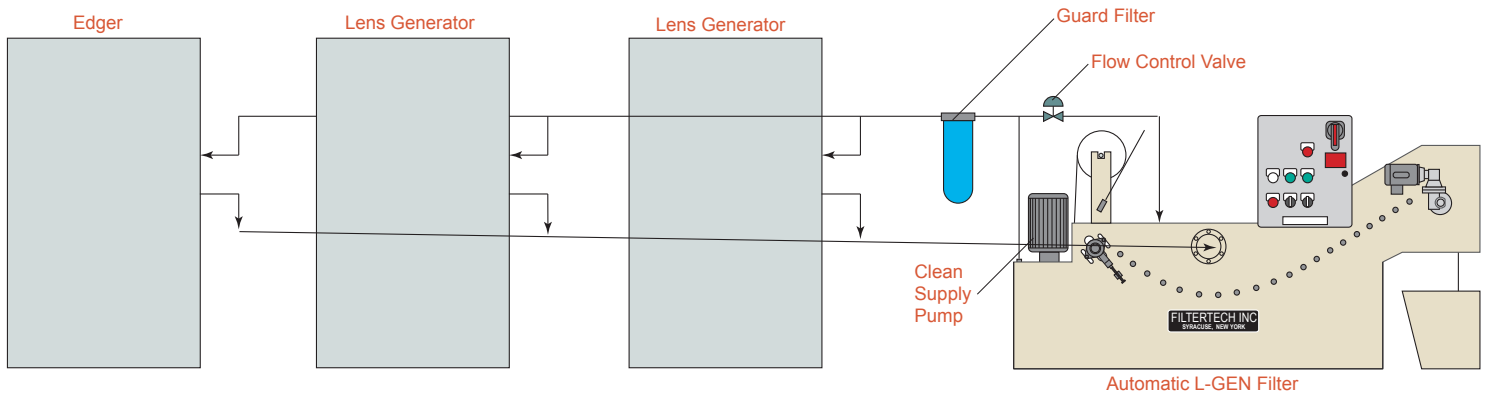 Edger
Lens Generator
Lens Generator
Guard Filter
Flow Control Valve
Clean
Supply
Pump
FILTERTECH INC
SYRACUSE, NEW YORK
Automatic L-GEN Filter